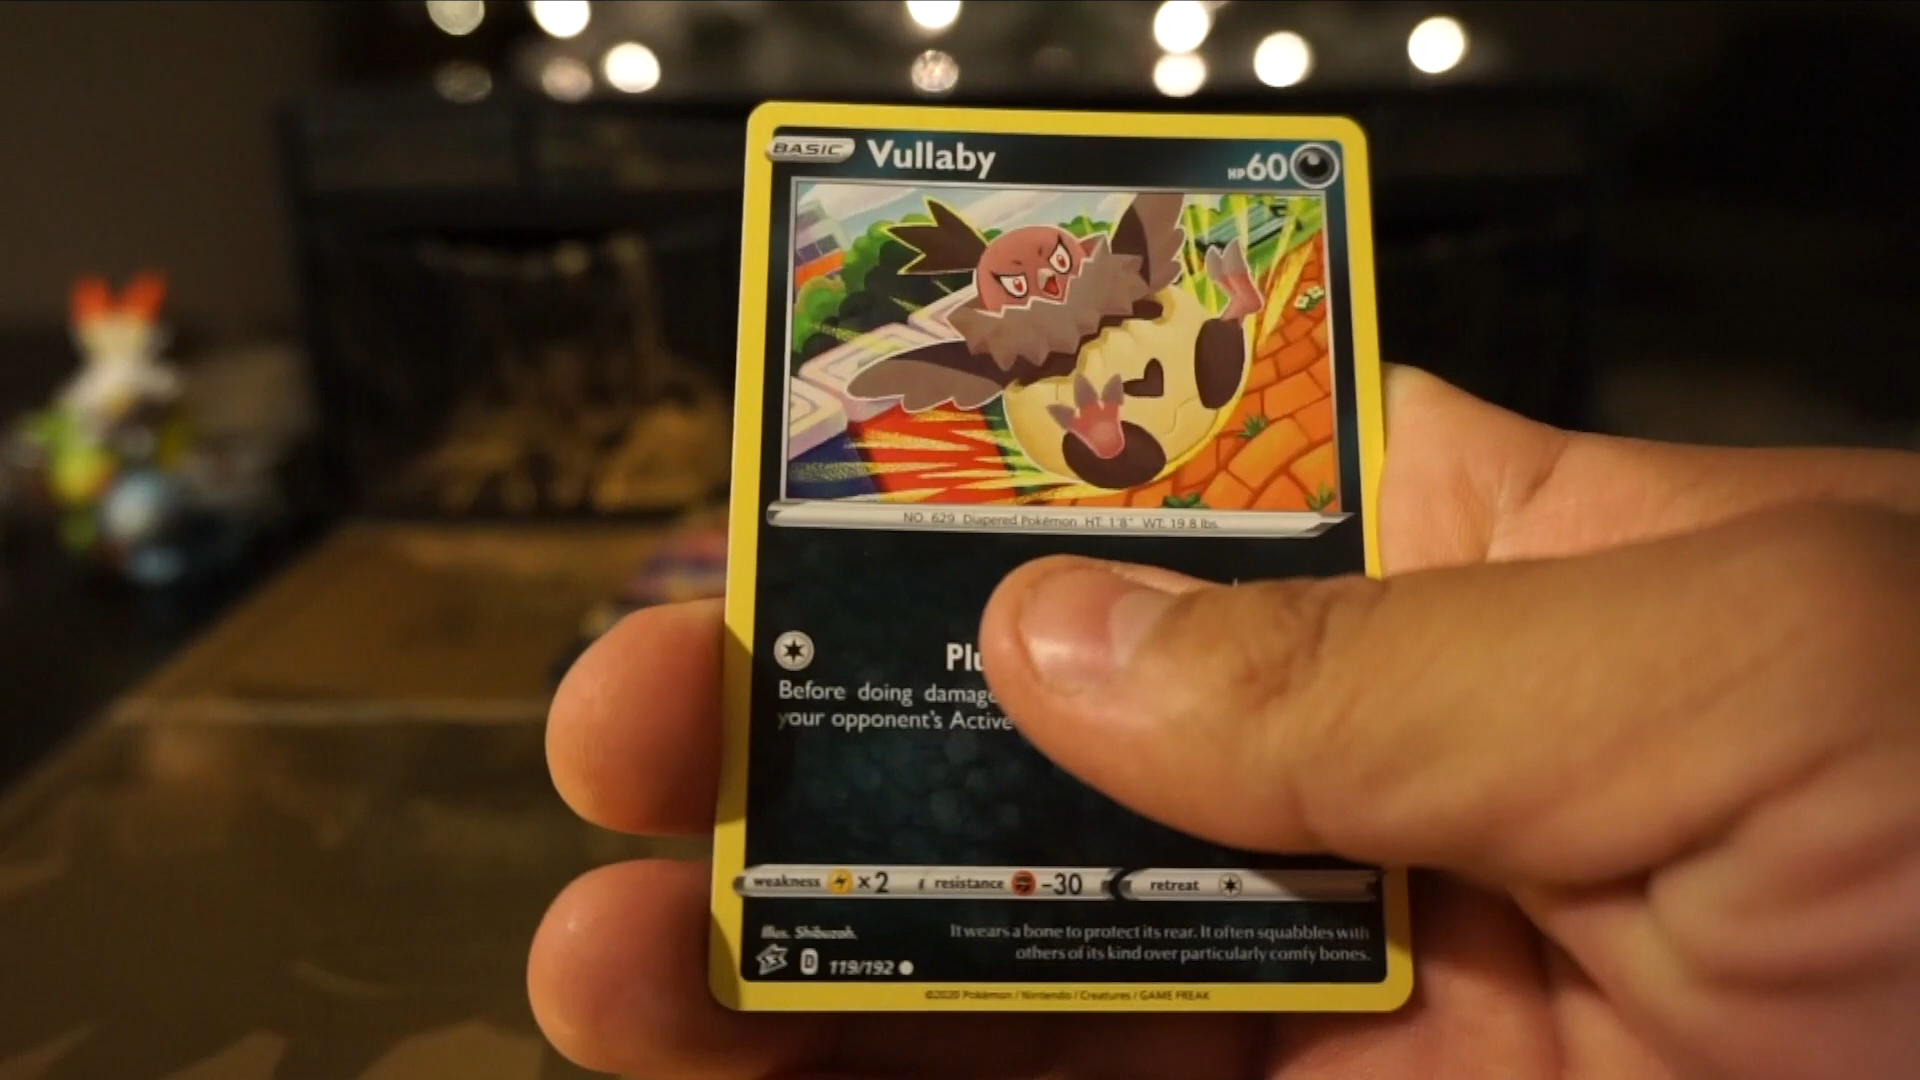 BASIC Vullaby HP 60
NO. 629 Diapered Pokémon HT: 1'8" WT: 19.8 lbs.
Before doing damage
your opponent's Active
weakness ×2 resistance -30 retreat
Illus. Shibuzoh.
It wears a bone to protect its rear. It often squabbles with
others of its kind over particularly comfy bones.
D 119/192
©2020 Pokémon / Nintendo / Creatures / GAME FREAK